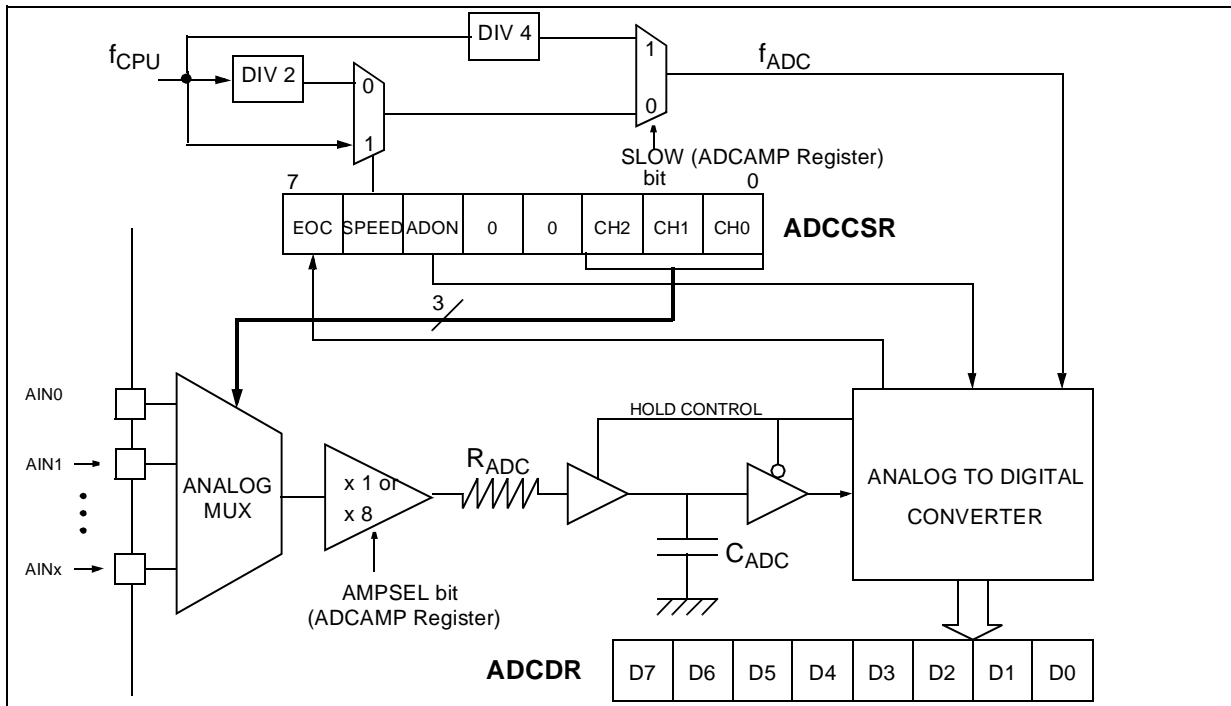 DIV 4
fCPU
DIV 2
0
1
1
0
fADC
SLOW (ADCAMP Register)
bit
7
0
EOC SPEED ADON 0 0 CH2 CH1 CH0
ADCCSR
3
AIN0
AIN1
AINx
ANALOG
MUX
x 1 or
x 8
AMPSEL bit
(ADCAMP Register)
RADC
HOLD CONTROL
CADC
ANALOG TO DIGITAL
CONVERTER
ADCDR
D7 D6 D5 D4 D3 D2 D1 D0